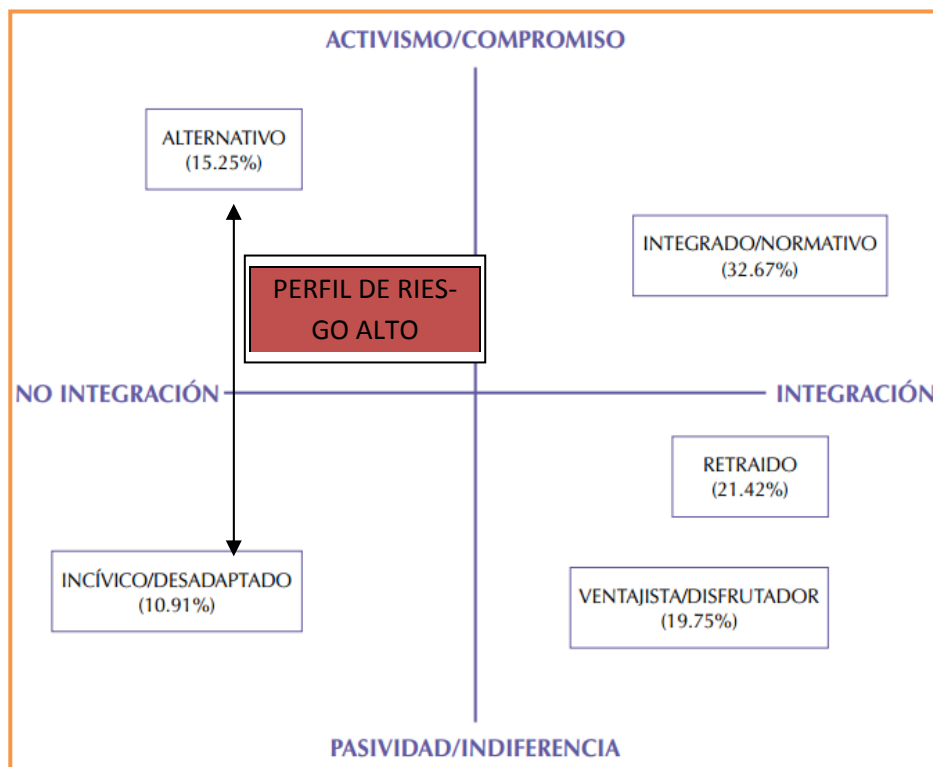 ACTIVISMO/COMPROMISO
ALTERNATIVO
(15.25%)
INTEGRADO/NORMATIVO
(32.67%)
PERFIL DE RIES-
GO ALTO
NO INTEGRACIÓN
INTEGRACIÓN
RETRAIDO
(21.42%)
INCÍVICO/DESADAPTADO
(10.91%)
VENTAJISTA/DISFRUTADOR
(19.75%)
PASIVIDAD/INDIFERENCIA